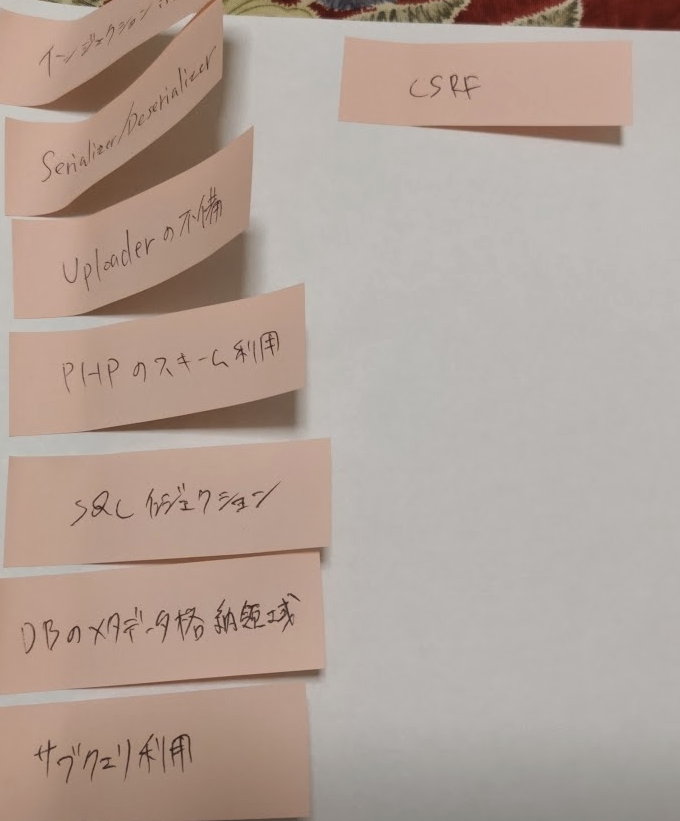 インジェクション
CSRF
Serializer/Deserializer
Uploaderの不備
PHPのスキーム利用
SQLインジェクション
DBのメタデータ格納領域
サブクエリ利用